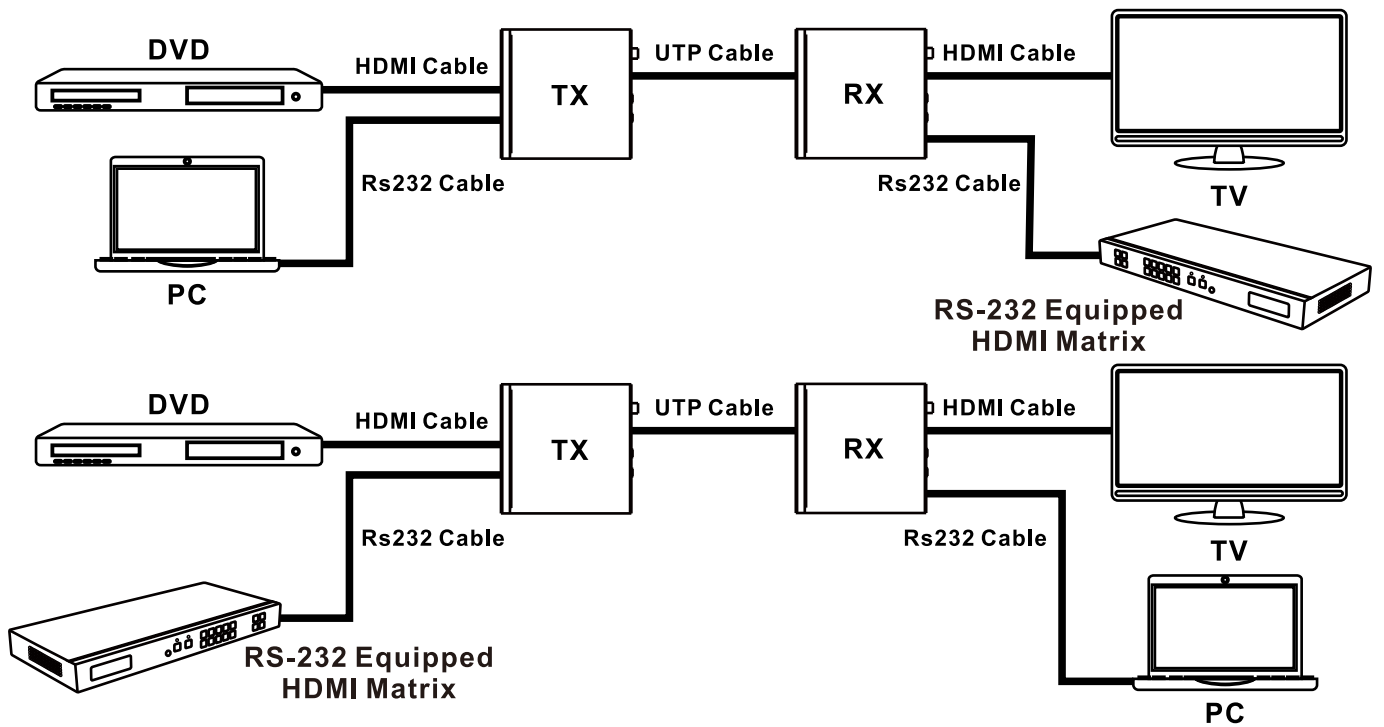 DVD
HDMI Cable
TX
UTP Cable
RX
HDMI Cable
TV
Rs232 Cable
Rs232 Cable
PC
RS-232 Equipped
HDMI Matrix
DVD
HDMI Cable
TX
UTP Cable
RX
HDMI Cable
TV
Rs232 Cable
Rs232 Cable
RS-232 Equipped
HDMI Matrix
PC